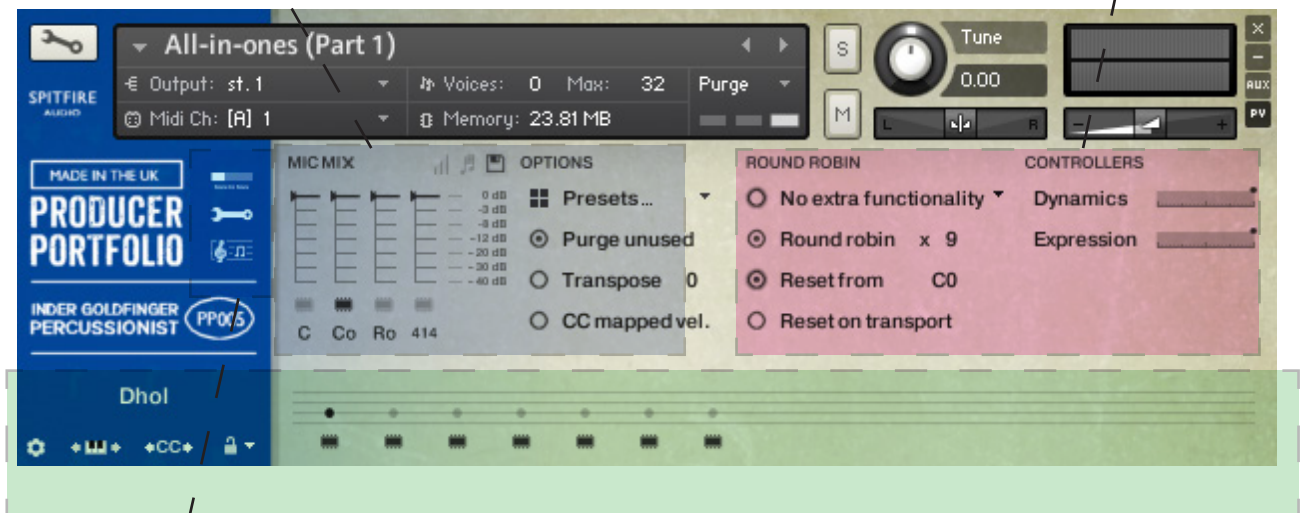 All-in-ones (Part 1)
Output: st.1
Voices: 0 Max: 32
Purge
Midi Ch: [A] 1
Memory: 23.81 MB
S
M
Tune
0.00
L
R
-
+
×
-
AUX
PV
SPITFIRE
AUDIO
MADE IN THE UK
PRODUCER
PORTFOLIO
INDER GOLDFINGER
PERCUSSIONIST
PP005
Dhol
CC
MIC MIX
0 dB
-3 dB
-12 dB
-20 dB
-30 dB
-40 dB
C Co Ro 414
OPTIONS
Presets...
Purge unused
Transpose 0
CC mapped vel.
ROUND ROBIN
No extra functionality
Round robin x 9
Reset from C0
Reset on transport
CONTROLLERS
Dynamics
Expression